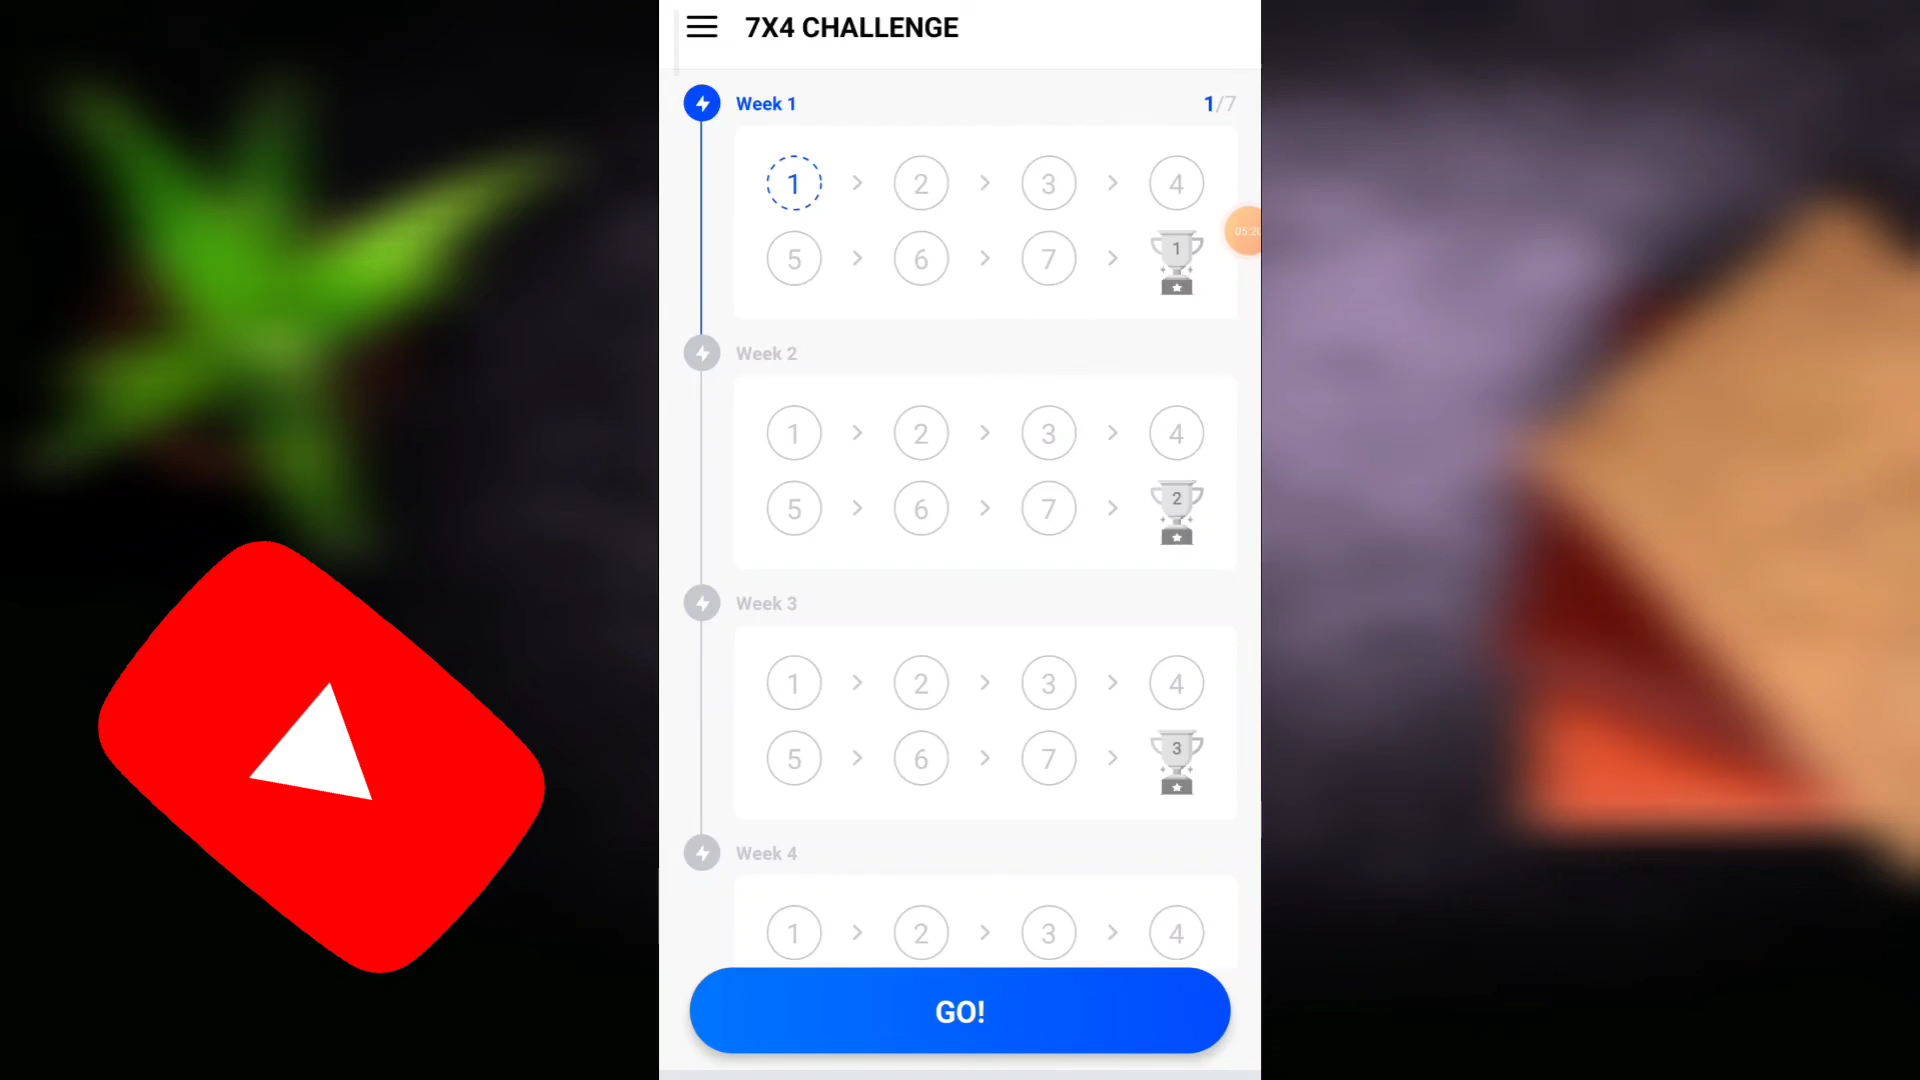 7X4 CHALLENGE
Week 1 1/7
1 > 2 > 3 > 4
5 > 6 > 7 > 1
05:20
Week 2
1 > 2 > 3 > 4
5 > 6 > 7 > 2
Week 3
1 > 2 > 3 > 4
5 > 6 > 7 > 3
Week 4
1 > 2 > 3 > 4
GO!